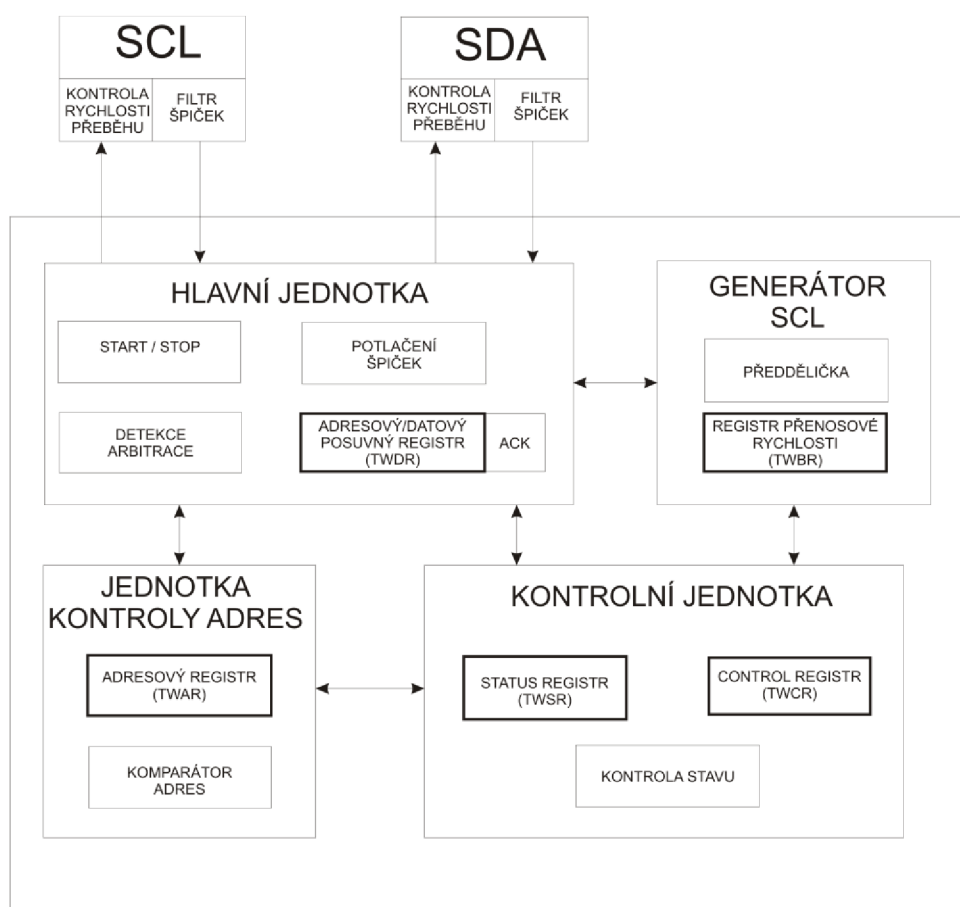 SCL
KONTROLA
RYCHLOSTI
PŘEBĚHU
FILTR
ŠPIČEK
SDA
KONTROLA
RYCHLOSTI
PŘEBĚHU
FILTR
ŠPIČEK
HLAVNÍ JEDNOTKA
START / STOP
POTLAČENÍ
ŠPIČEK
DETEKCE
ARBITRACE
ADRESOVÝ/DATOVÝ
POSUVNÝ REGISTR
(TWDR)
ACK
GENERÁTOR
SCL
PŘEDDĚLIČKA
REGISTR PŘENOSOVÉ
RYCHLOSTI
(TWBR)
JEDNOTKA
KONTROLY ADRES
ADRESOVÝ REGISTR
(TWAR)
KOMPARÁTOR
ADRES
KONTROLNÍ JEDNOTKA
STATUS REGISTR
(TWSR)
CONTROL REGISTR
(TWCR)
KONTROLA STAVU